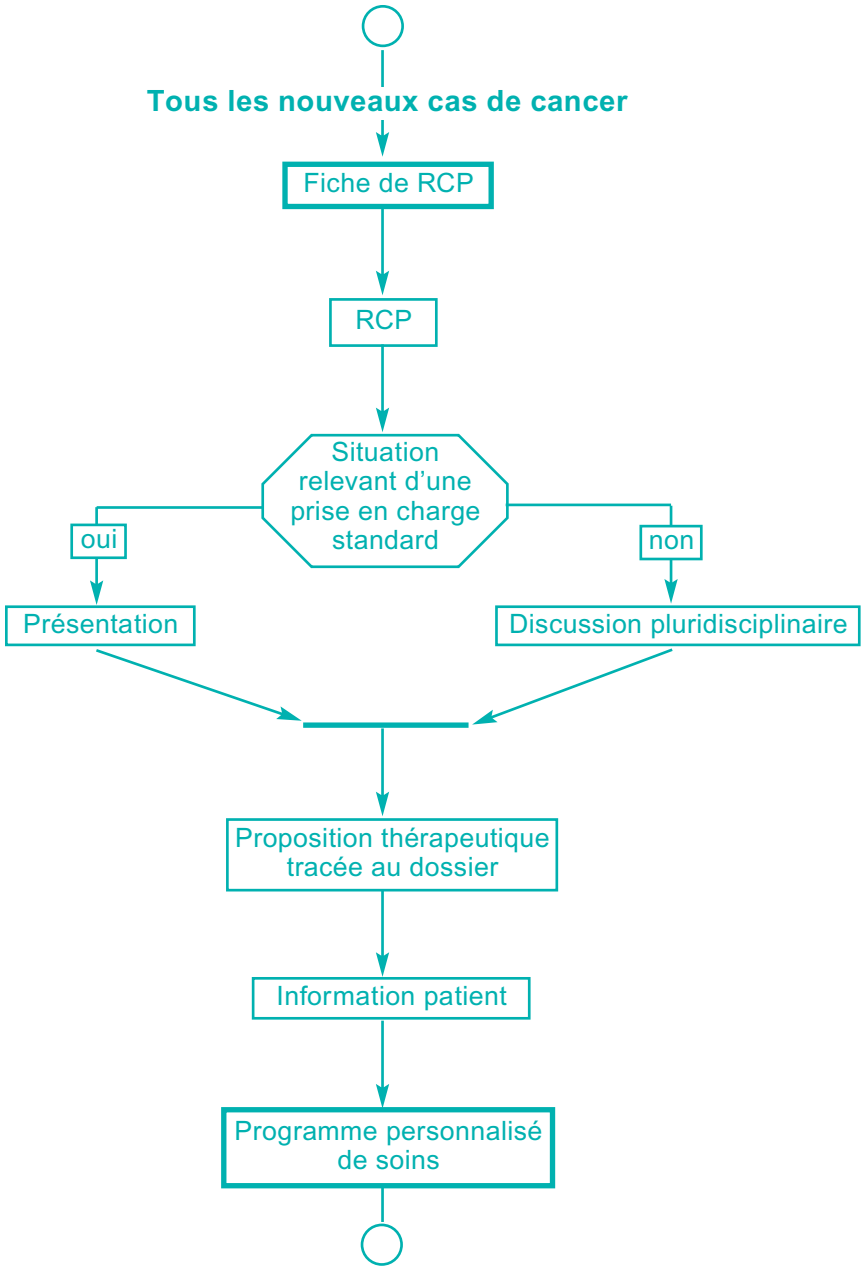 Tous les nouveaux cas de cancer
Fiche de RCP
RCP
Situation
relevant d’une
prise en charge
standard
oui
non
Présentation
Discussion pluridisciplinaire
Proposition thérapeutique
tracée au dossier
Information patient
Programme personnalisé
de soins